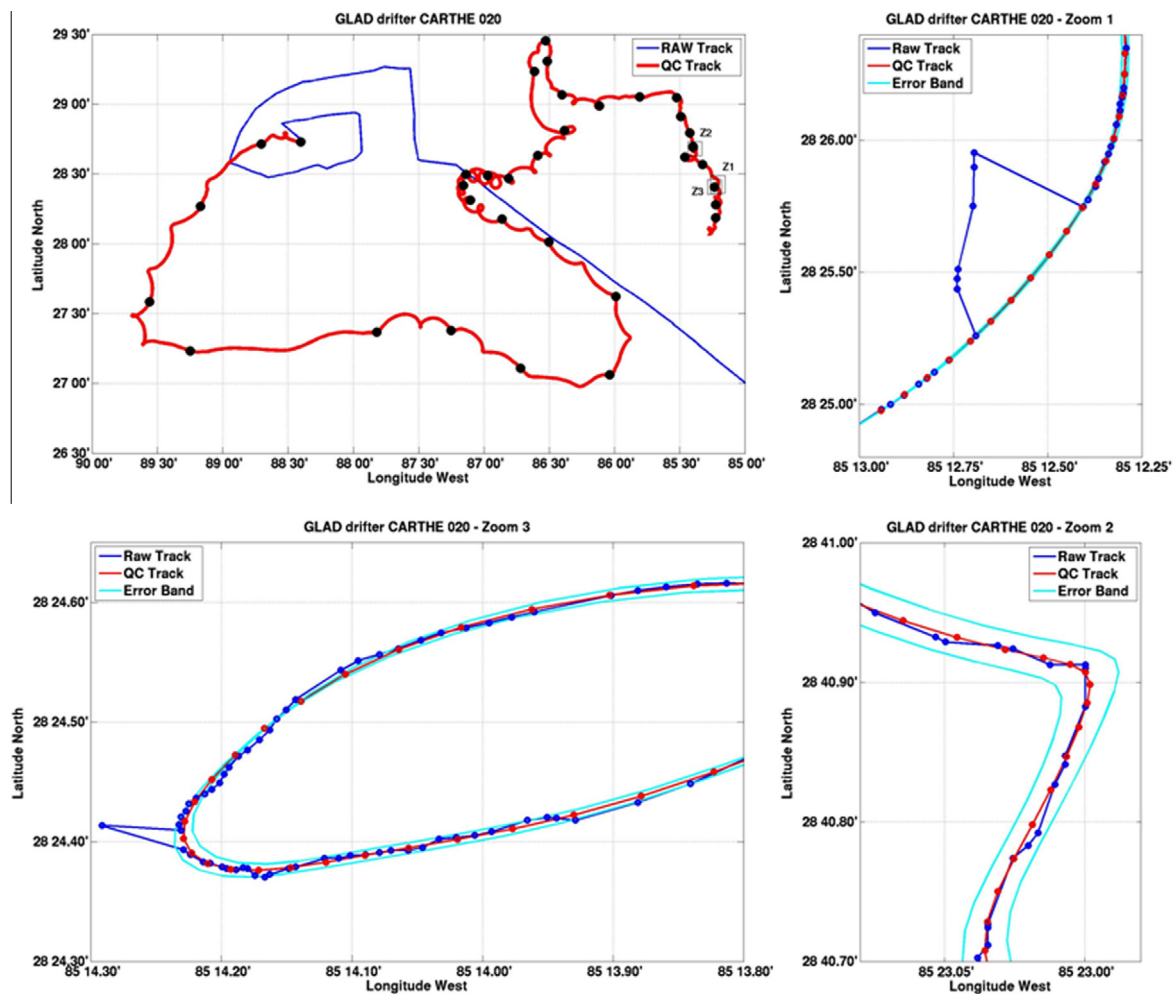 GLAD drifter CARTHE 020
29 30'
29 00'
28 30'
28 00'
27 30'
27 00'
26 30'
Latitude North
RAW Track
QC Track
Z2
Z1
Z3
90 00' 89 30' 89 00' 88 30' 88 00' 87 30' 87 00' 86 30' 86 00' 85 30' 85 00'
Longitude West
GLAD drifter CARTHE 020 - Zoom 1
Raw Track
QC Track
Error Band
28 26.00'
28 25.50'
28 25.00'
Latitude North
85 13.00' 85 12.75' 85 12.50' 85 12.25'
Longitude West
GLAD drifter CARTHE 020 - Zoom 3
Raw Track
QC Track
Error Band
28 24.60'
28 24.50'
28 24.40'
28 24.30'
Latitude North
85 14.30' 85 14.20' 85 14.10' 85 14.00' 85 13.90' 85 13.80'
Longitude West
GLAD drifter CARTHE 020 - Zoom 2
28 41.00'
Raw Track
QC Track
Error Band
28 40.90'
28 40.80'
28 40.70'
Latitude North
85 23.05' 85 23.00'
Longitude West